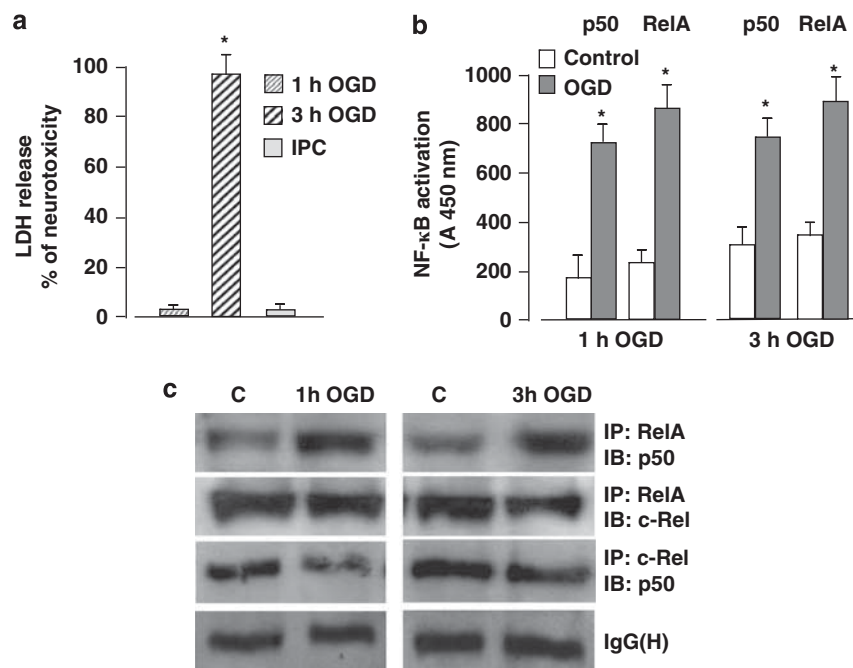 a
LDH release
% of neurotoxicity
100
80
60
40
20
0
*
1 h OGD
3 h OGD
IPC
b
p50 RelA p50 RelA
Control
OGD
NF-κB activation
(A 450 nm)
1000
800
600
400
200
0
* * * *
1 h OGD 3 h OGD
c
C 1h OGD C 3h OGD
IP: RelA
IB: p50
IP: RelA
IB: c-Rel
IP: c-Rel
IB: p50
IgG(H)